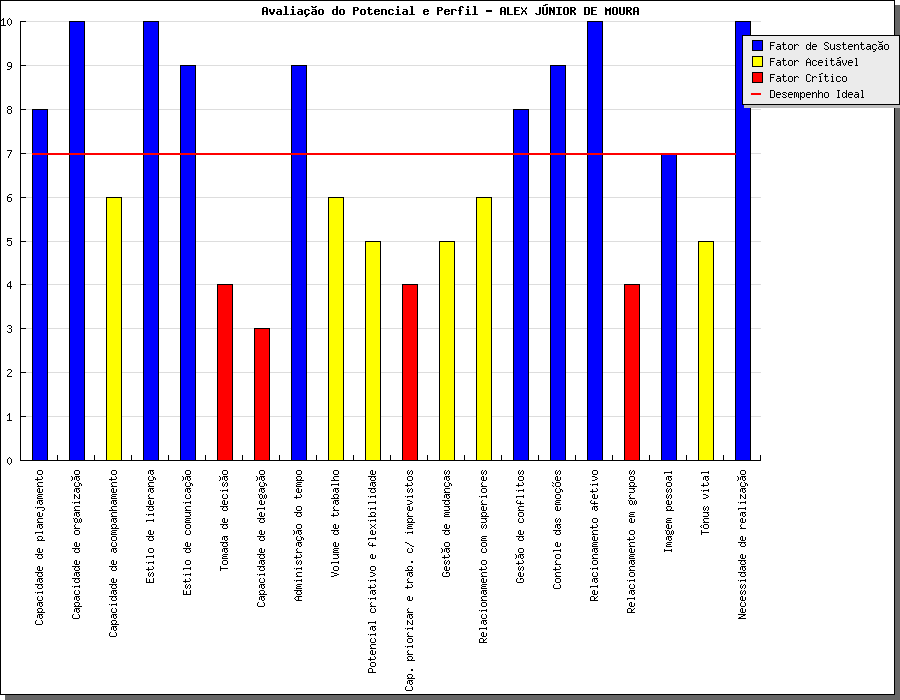 Avaliação do Potencial e Perfil - ALEX JÚNIOR DE MOURA
Fator de Sustentação
Fator Aceitável
Fator Crítico
Desempenho Ideal
10
9
8
7
6
5
4
3
2
1
0
Capacidade de planejamento
Capacidade de organização
Capacidade de acompanhamento
Estilo de liderança
Estilo de comunicação
Tomada de decisão
Capacidade de delegação
Administração do tempo
Volume de trabalho
Potencial criativo e flexibilidade
Cap. priorizar e trab. c/ imprevistos
Gestão de mudanças
Relacionamento com superiores
Gestão de conflitos
Controle das emoções
Relacionamento afetivo
Relacionamento em grupos
Imagem pessoal
Tônus vital
Necessidade de realização